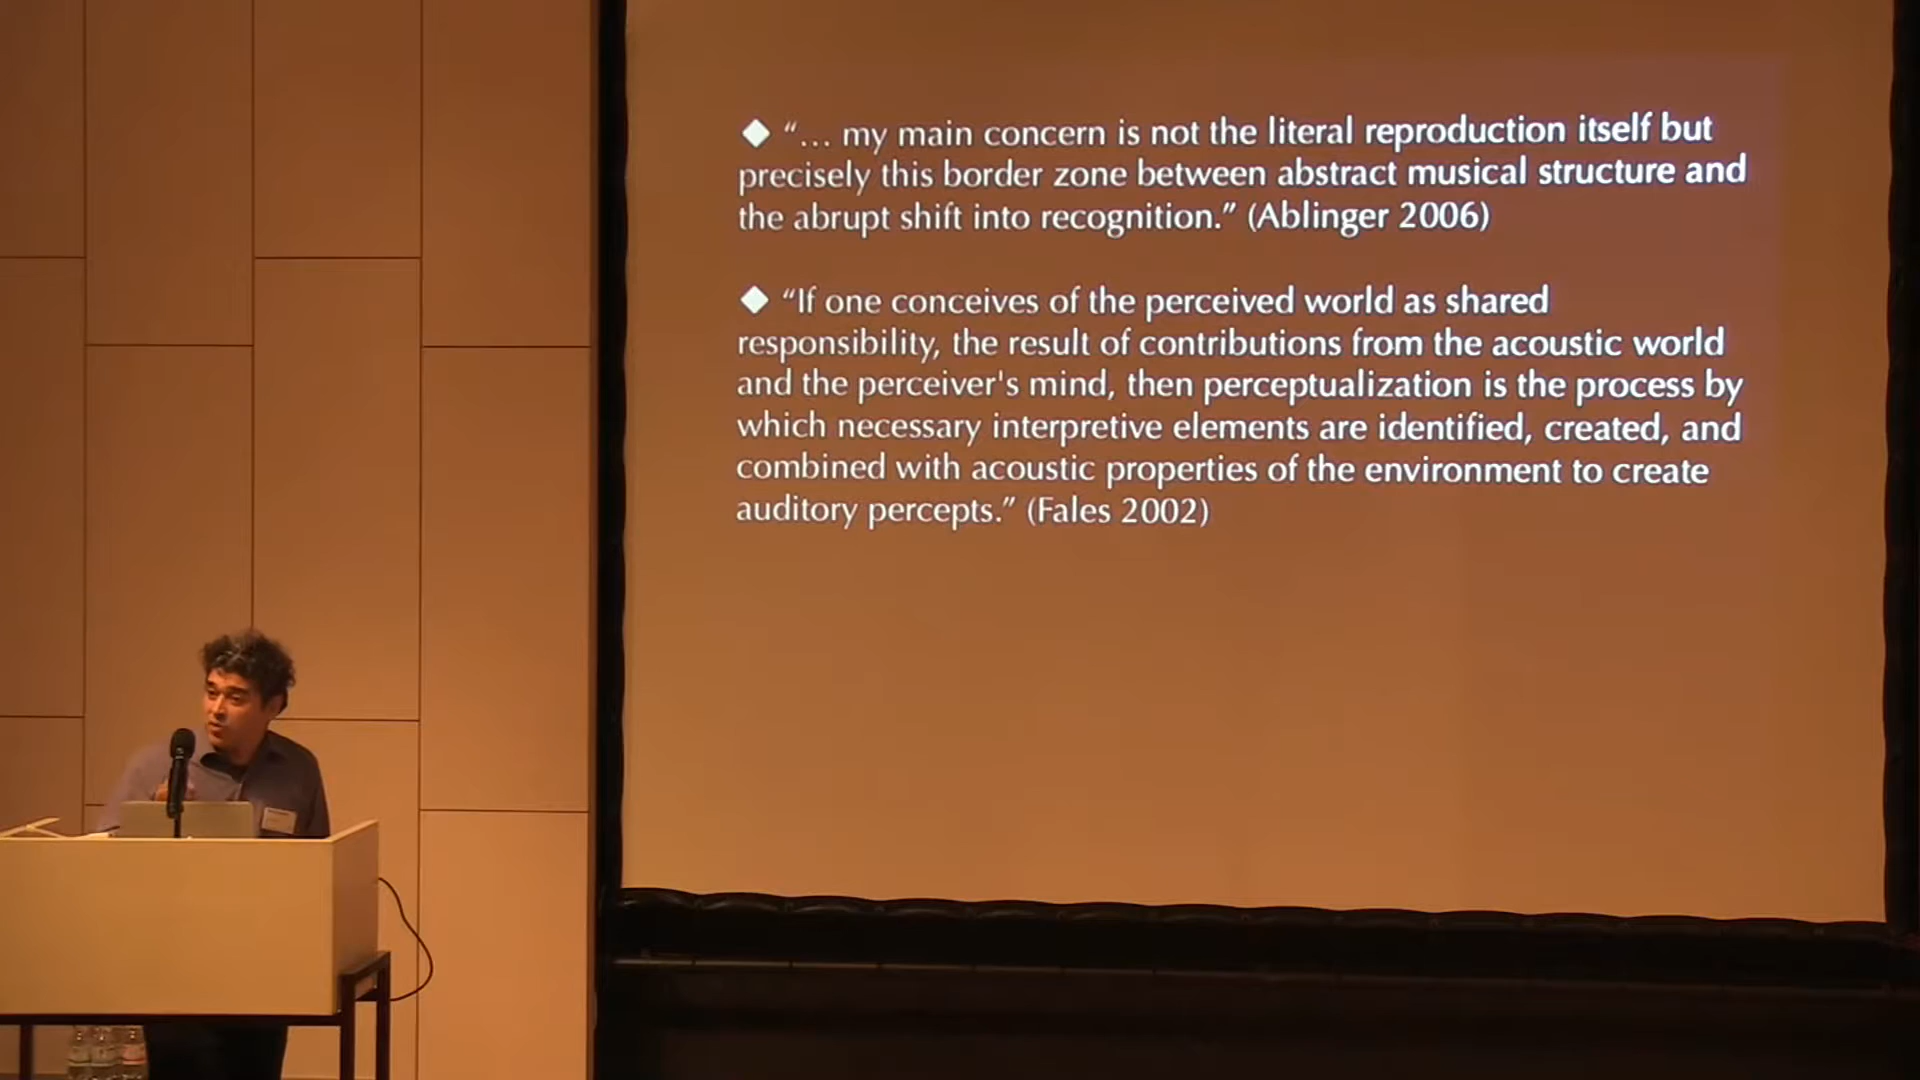 ◆ “... my main concern is not the literal reproduction itself but
precisely this border zone between abstract musical structure and
the abrupt shift into recognition.” (Ablinger 2006)
◆ “If one conceives of the perceived world as shared
responsibility, the result of contributions from the acoustic world
and the perceiver's mind, then perceptualization is the process by
which necessary interpretive elements are identified, created, and
combined with acoustic properties of the environment to create
auditory percepts.” (Fales 2002)